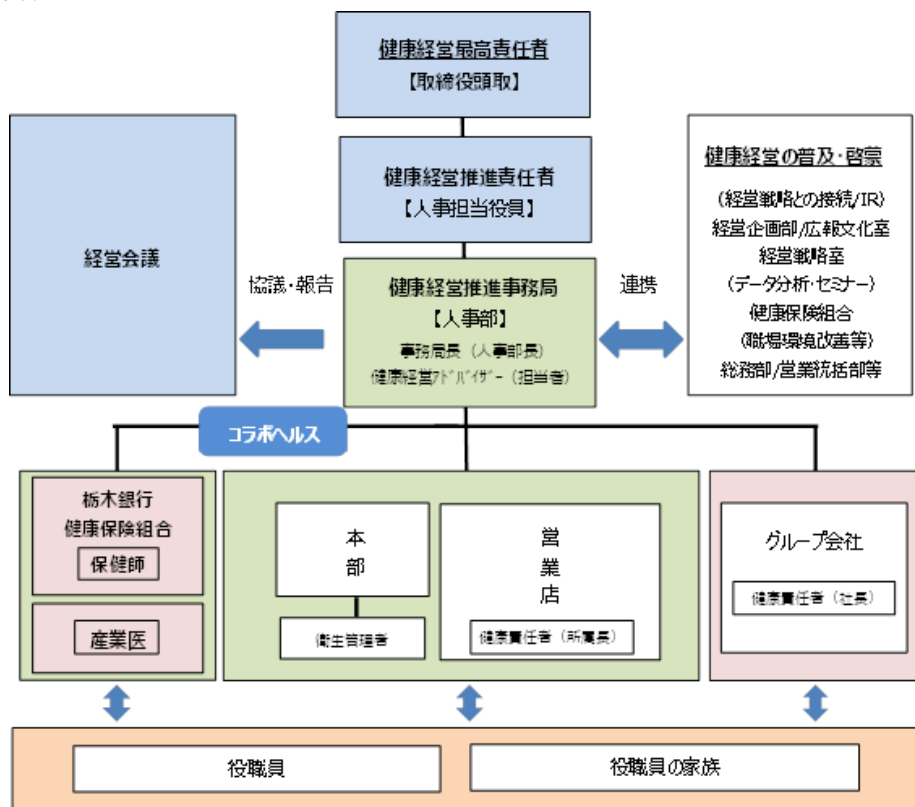 健康経営最高責任者
【取締役頭取】
経営会議
健康経営推進責任者
【人事担当役員】
健康経営の普及・啓蒙
(経営戦略との接続/IR)
経営企画部/広報文化室
経営戦略室
(データ分析・セミナー)
健康保険組合
(職場環境改善等)
総務部/営業統括部等
協議・報告
健康経営推進事務局
【人事部】
事務局長（人事部長）
健康経営ｱﾄﾞﾊﾞｲｻﾞｰ（担当者）
連携
コラボヘルス
栃木銀行
健康保険組合
保健師
産業医
本
部
衛生管理者
営
業
店
健康責任者（所属長）
グループ会社
健康責任者（社長）
役職員
役職員の家族